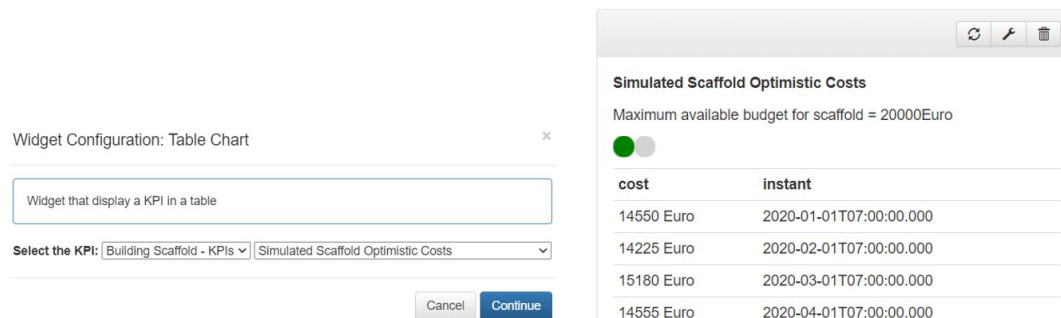 Widget Configuration: Table Chart ×
Widget that display a KPI in a table
Select the KPI: Building Scaffold - KPIs Simulated Scaffold Optimistic Costs
Cancel Continue
Simulated Scaffold Optimistic Costs
Maximum available budget for scaffold = 20000Euro
cost instant
14550 Euro 2020-01-01T07:00:00.000
14225 Euro 2020-02-01T07:00:00.000
15180 Euro 2020-03-01T07:00:00.000
14555 Euro 2020-04-01T07:00:00.000